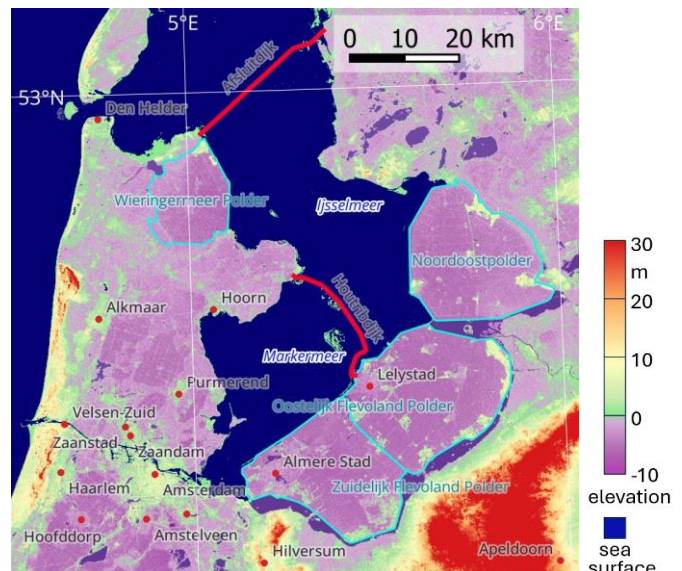 5°E
6°E
0 10 20 km
Afsluitdijk
53°N
Den Helder
Wieringermeer Polder
Ijsselmeer
Noordoostpolder
30
m
20
10
0
-10
elevation
sea
surface
Houtribdijk
Hoorn
Alkmaar
Markermeer
Lelystad
Purmerend
Oostelijk Flevoland Polder
Velsen-Zuid
Zaanstad
Zaandam
Almere Stad
Haarlem
Amsterdam
Zuidelijk Flevoland Polder
Hoofddorp
Amstelveen
Hilversum
Apeldoorn